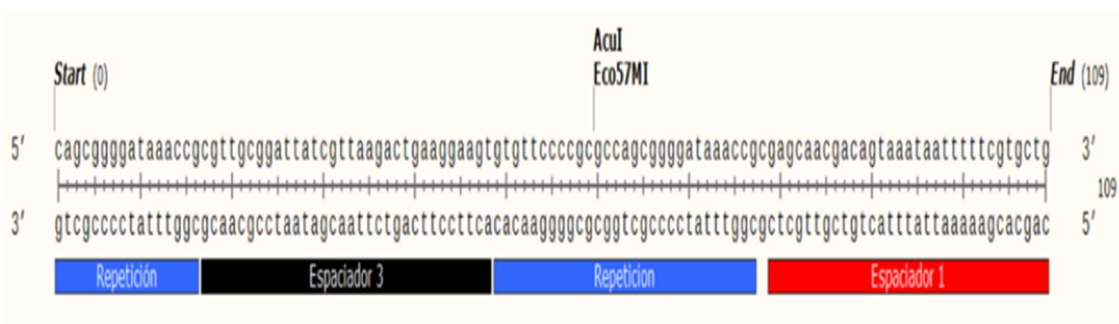 AcuI
Start (0) Eco57MI End (109)
5' cagcggggataaaccgcgttgcggattatcgttaagactgaaggaagtgtgttccccgcgccagcggggataaaccgcgagcaacgacagtaaataatttttcgtgctg 3'
109
3' gtcgcccctatttggcgcaacgcctaatagcaattctgacttccttcacacaaggggcgcggtcgcccctatttggcgctcgttgctgtcatttattaaaaagcacgac 5'
Repetición Espaciador 3 Repeticion Espaciador 1